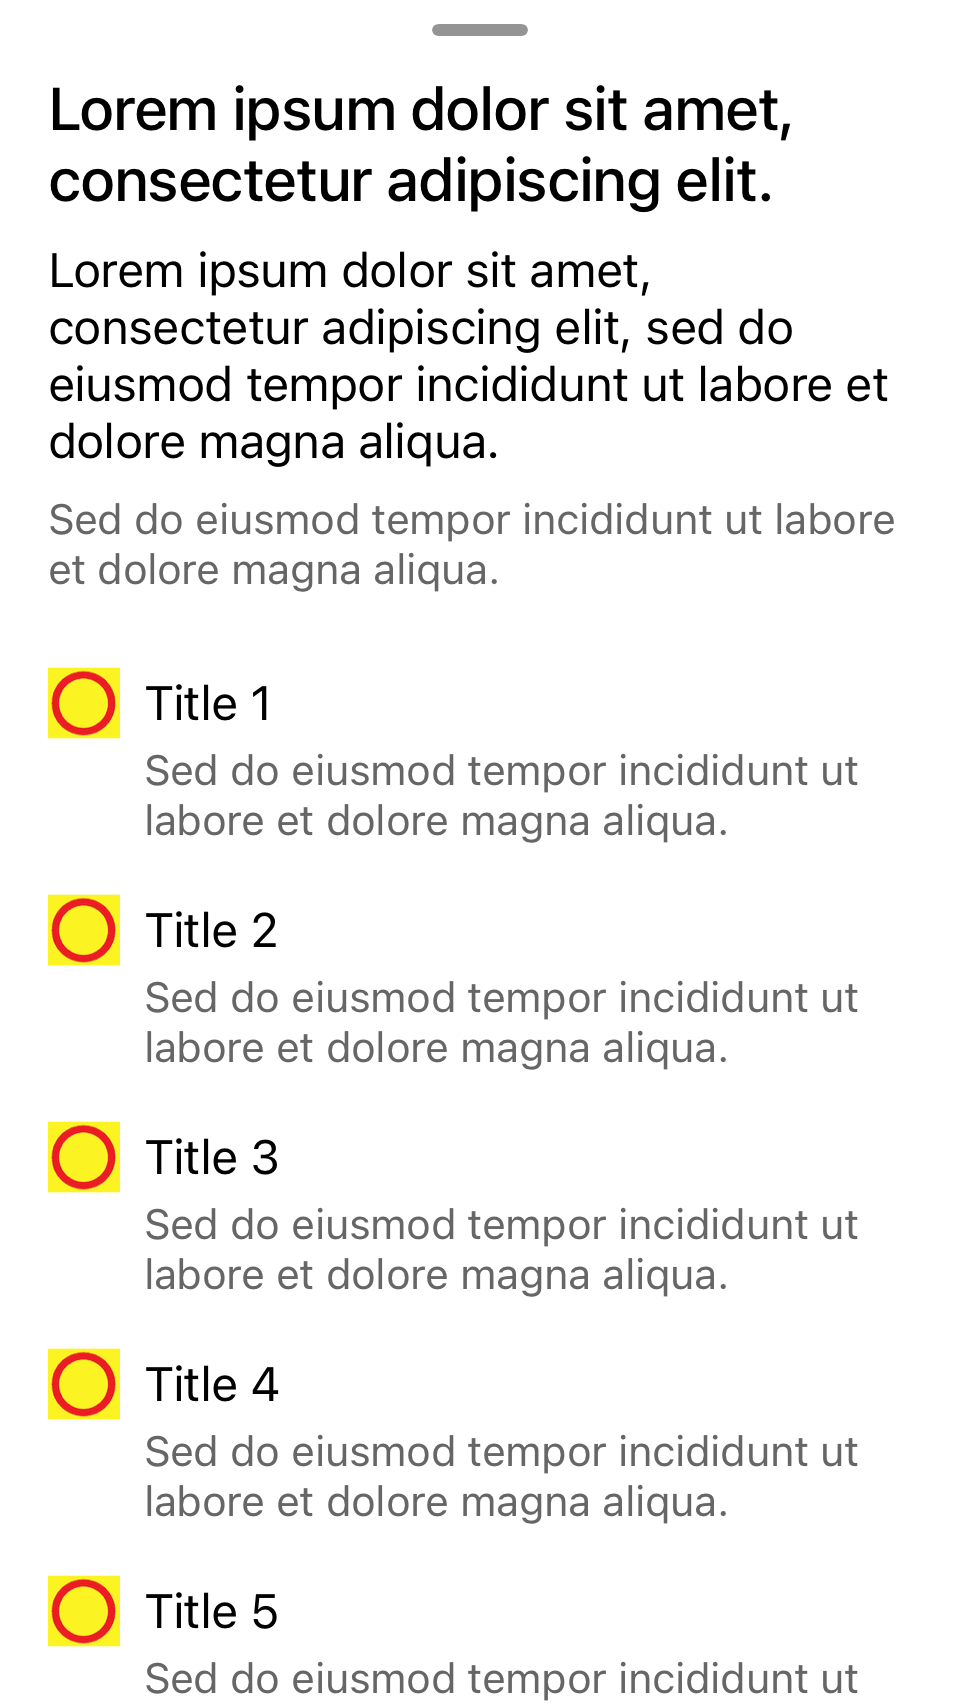 Lorem ipsum dolor sit amet,
consectetur adipiscing elit.
Lorem ipsum dolor sit amet,
consectetur adipiscing elit, sed do
eiusmod tempor incididunt ut labore et
dolore magna aliqua.
Sed do eiusmod tempor incididunt ut labore
et dolore magna aliqua.
Title 1
Sed do eiusmod tempor incididunt ut
labore et dolore magna aliqua.
Title 2
Sed do eiusmod tempor incididunt ut
labore et dolore magna aliqua.
Title 3
Sed do eiusmod tempor incididunt ut
labore et dolore magna aliqua.
Title 4
Sed do eiusmod tempor incididunt ut
labore et dolore magna aliqua.
Title 5
Sed do eiusmod tempor incididunt ut